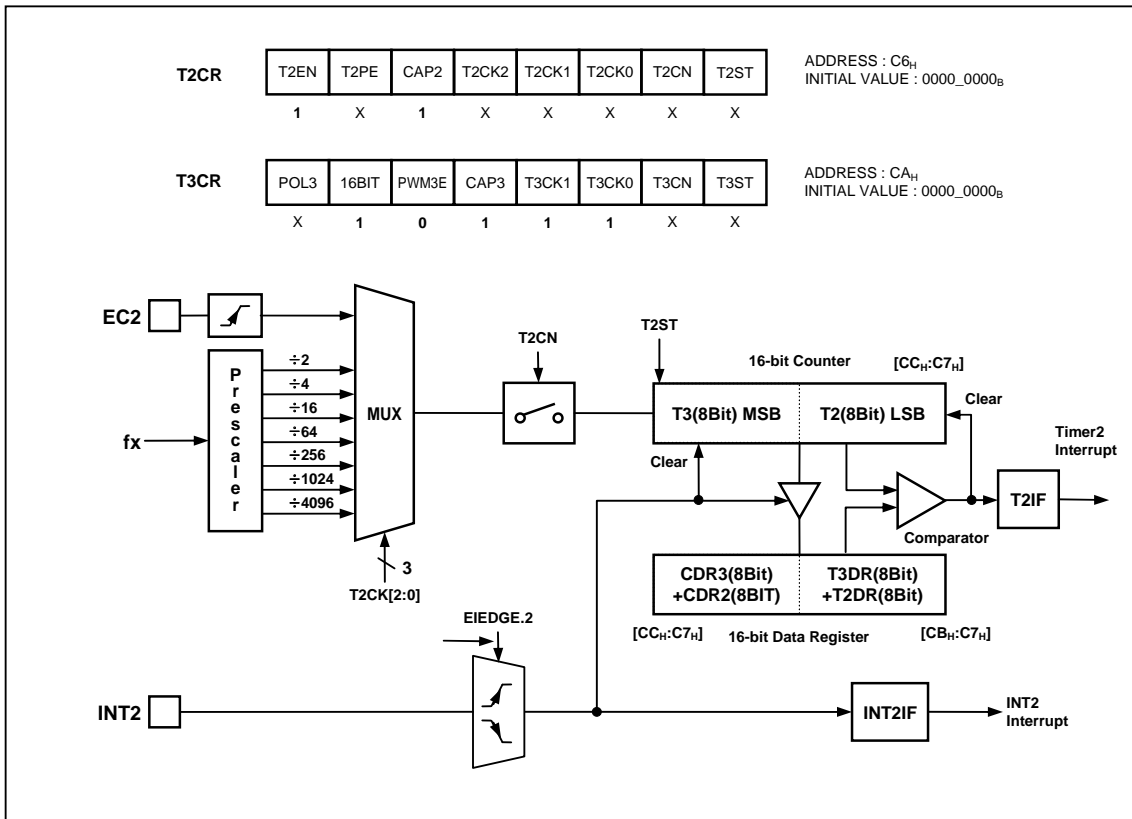 T2CR T2EN T2PE CAP2 T2CK2 T2CK1 T2CK0 T2CN T2ST
ADDRESS : C6H
INITIAL VALUE : 0000_0000B
1 X 1 X X X X X
T3CR POL3 16BIT PWM3E CAP3 T3CK1 T3CK0 T3CN T3ST
ADDRESS : CAH
INITIAL VALUE : 0000_0000B
X 1 0 1 1 1 X X
EC2
fx
Prescaler
÷2
÷4
÷16
÷64
÷256
÷1024
÷4096
MUX
3
T2CK[2:0]
T2CN
T2ST
16-bit Counter
[CCH:C7H]
T3(8Bit) MSB
T2(8Bit) LSB
Clear
Clear
Comparator
T2IF
Timer2
Interrupt
CDR3(8Bit)
+CDR2(8BIT)
T3DR(8Bit)
+T2DR(8Bit)
[CCH:C7H]
16-bit Data Register
[CBH:C7H]
EIEDGE.2
INT2
INT2IF
INT2
Interrupt